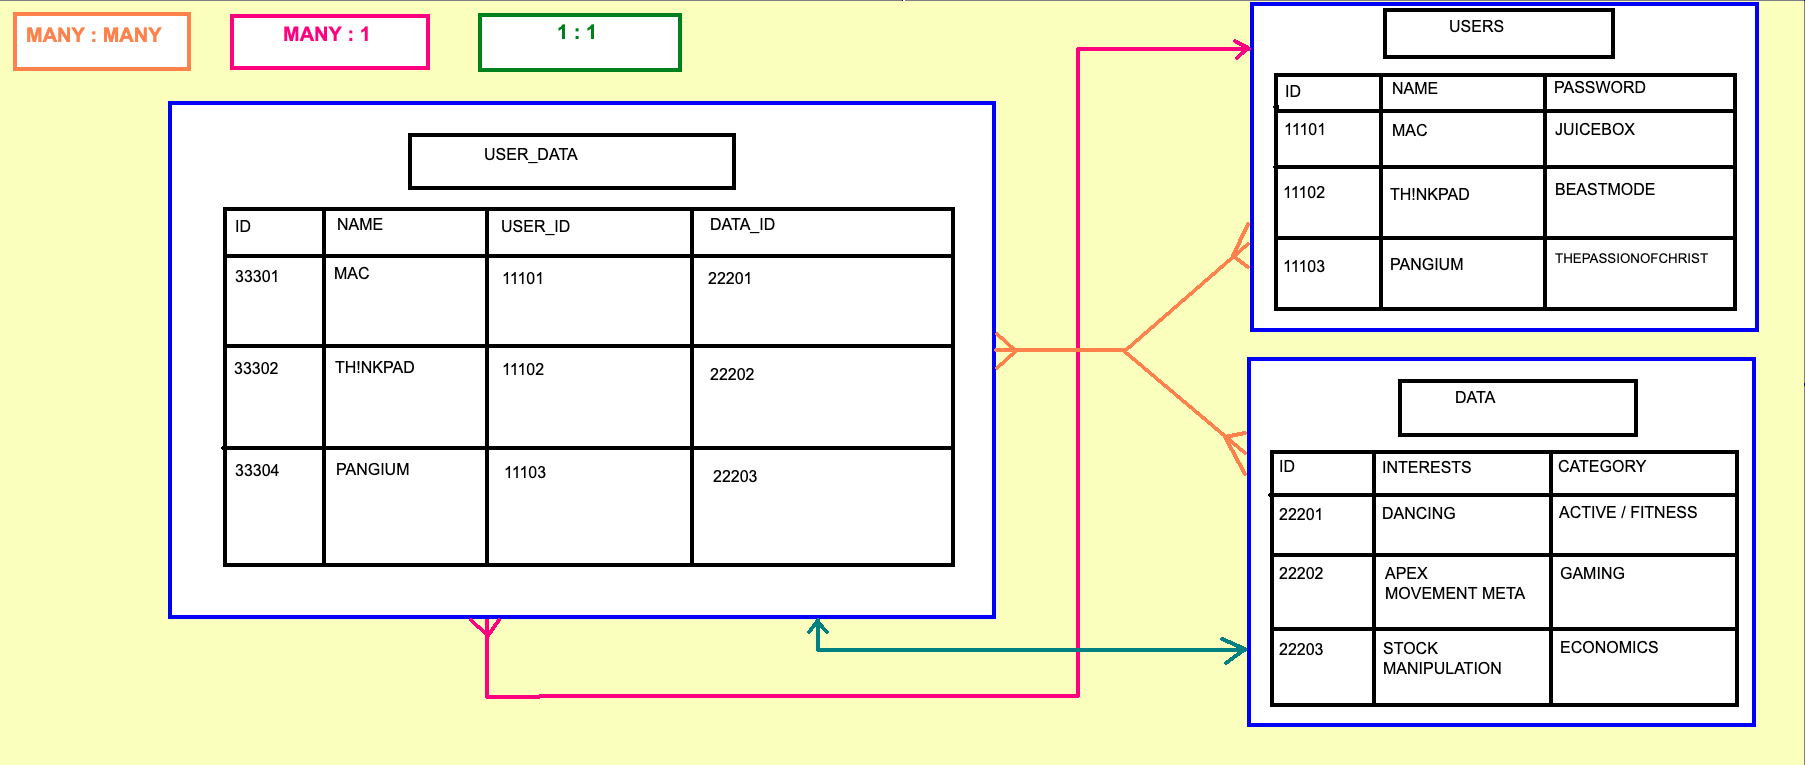 MANY : MANY
MANY : 1
1 : 1
USER_DATA
ID NAME USER_ID DATA_ID
33301 MAC 11101 22201
33302 TH!NKPAD 11102 22202
33304 PANGIUM 11103 22203
USERS
ID NAME PASSWORD
11101 MAC JUICEBOX
11102 TH!NKPAD BEASTMODE
11103 PANGIUM THEPASSIONOFCHRIST
DATA
ID INTERESTS CATEGORY
22201 DANCING ACTIVE / FITNESS
22202 APEX GAMING
MOVEMENT META
22203 STOCK ECONOMICS
MANIPULATION